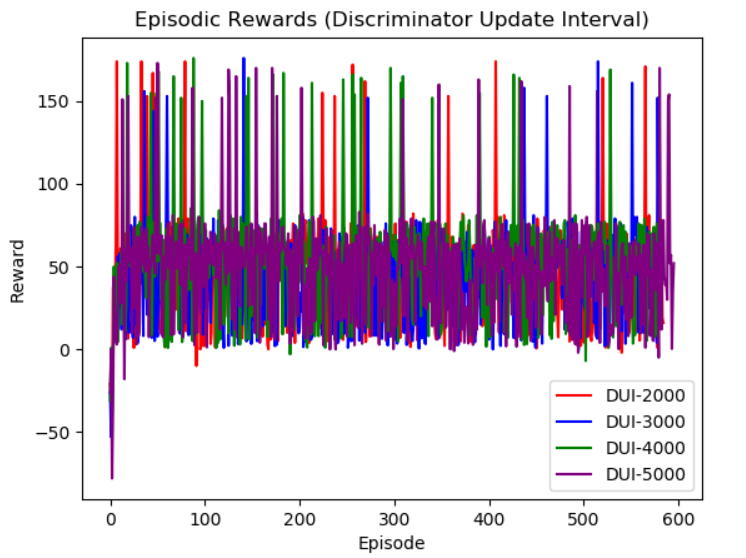 Episodic Rewards (Discriminator Update Interval)
Reward
150
100
50
0
−50
0 100 200 300 400 500 600
Episode
DUI-2000
DUI-3000
DUI-4000
DUI-5000